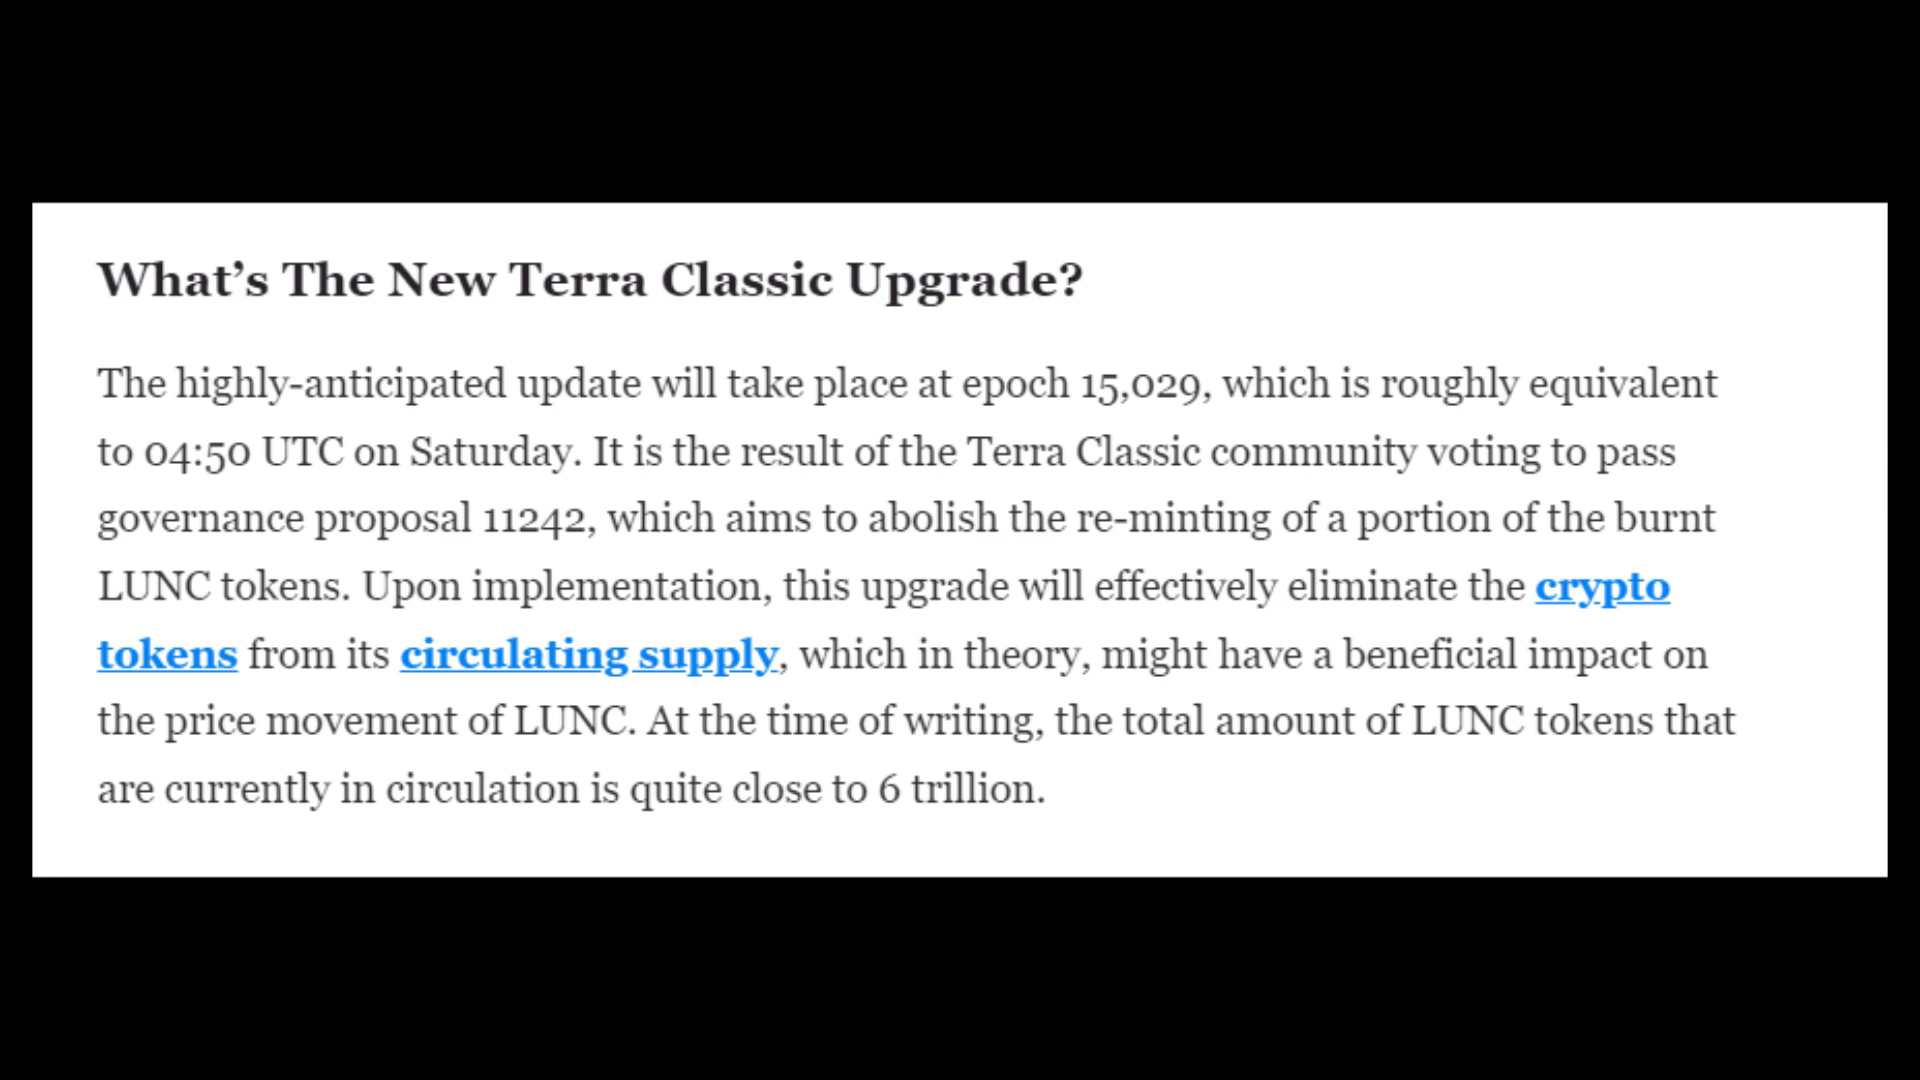 What’s The New Terra Classic Upgrade?
The highly-anticipated update will take place at epoch 15,029, which is roughly equivalent
to 04:50 UTC on Saturday. It is the result of the Terra Classic community voting to pass
governance proposal 11242, which aims to abolish the re-minting of a portion of the burnt
LUNC tokens. Upon implementation, this upgrade will effectively eliminate the crypto
tokens from its circulating supply, which in theory, might have a beneficial impact on
the price movement of LUNC. At the time of writing, the total amount of LUNC tokens that
are currently in circulation is quite close to 6 trillion.